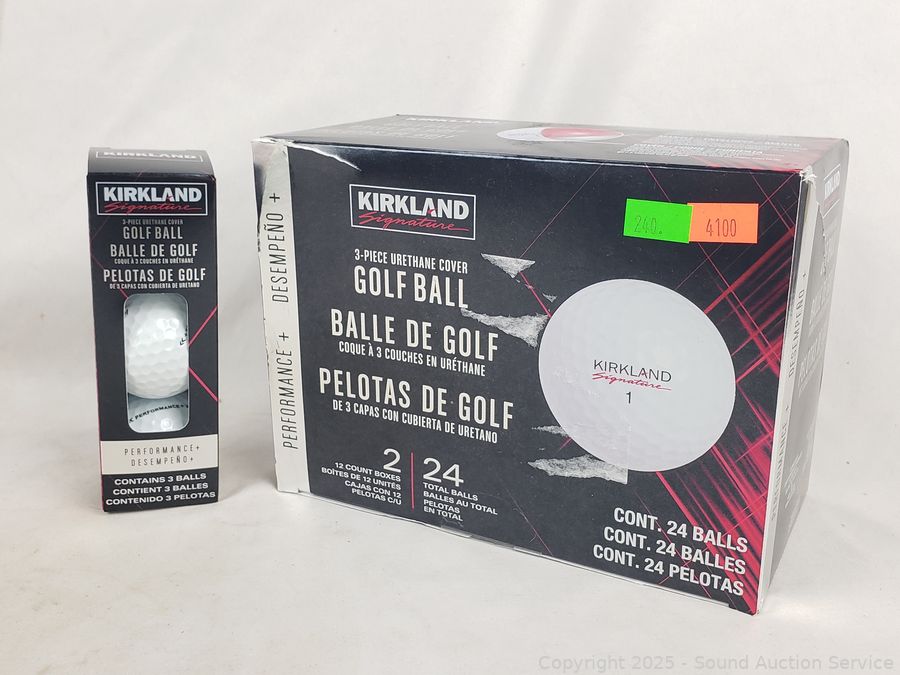 KIRKLAND
KIRKLAND
Signature
3-PIECE URETHANE COVER
GOLF BALL
BALLE DE GOLF
COQUE À 3 COUCHES EN URÉTHANE
PELOTAS DE GOLF
DE 3 CAPAS CON CUBIERTA DE URETANO
PERFORMANCE+
PERFORMANCE+
DESEMPEÑO+
CONTAINS 3 BALLS
CONTIENT 3 BALLES
CONTENIDO 3 PELOTAS
PERFORMANCE + DESEMPEÑO +
KIRKLAND
Signature
3-PIECE URETHANE COVER
GOLF BALL
BALLE DE GOLF
COQUE À 3 COUCHES EN URÉTHANE
PELOTAS DE GOLF
DE 3 CAPAS CON CUBIERTA DE URETANO
2
12 COUNT BOXES
BOÎTES DE 12 UNITÉS
CAJAS CON 12
PELOTAS C/U
24
TOTAL BALLS
BALLES AU TOTAL
PELOTAS
EN TOTAL
240.
4100
KIRKLAND
Signature
1
CONT. 24 BALLS
CONT. 24 BALLES
CONT. 24 PELOTAS
PERFORMANCE + DESEMPEÑO +
Copyright 2025 - Sound Auction Service